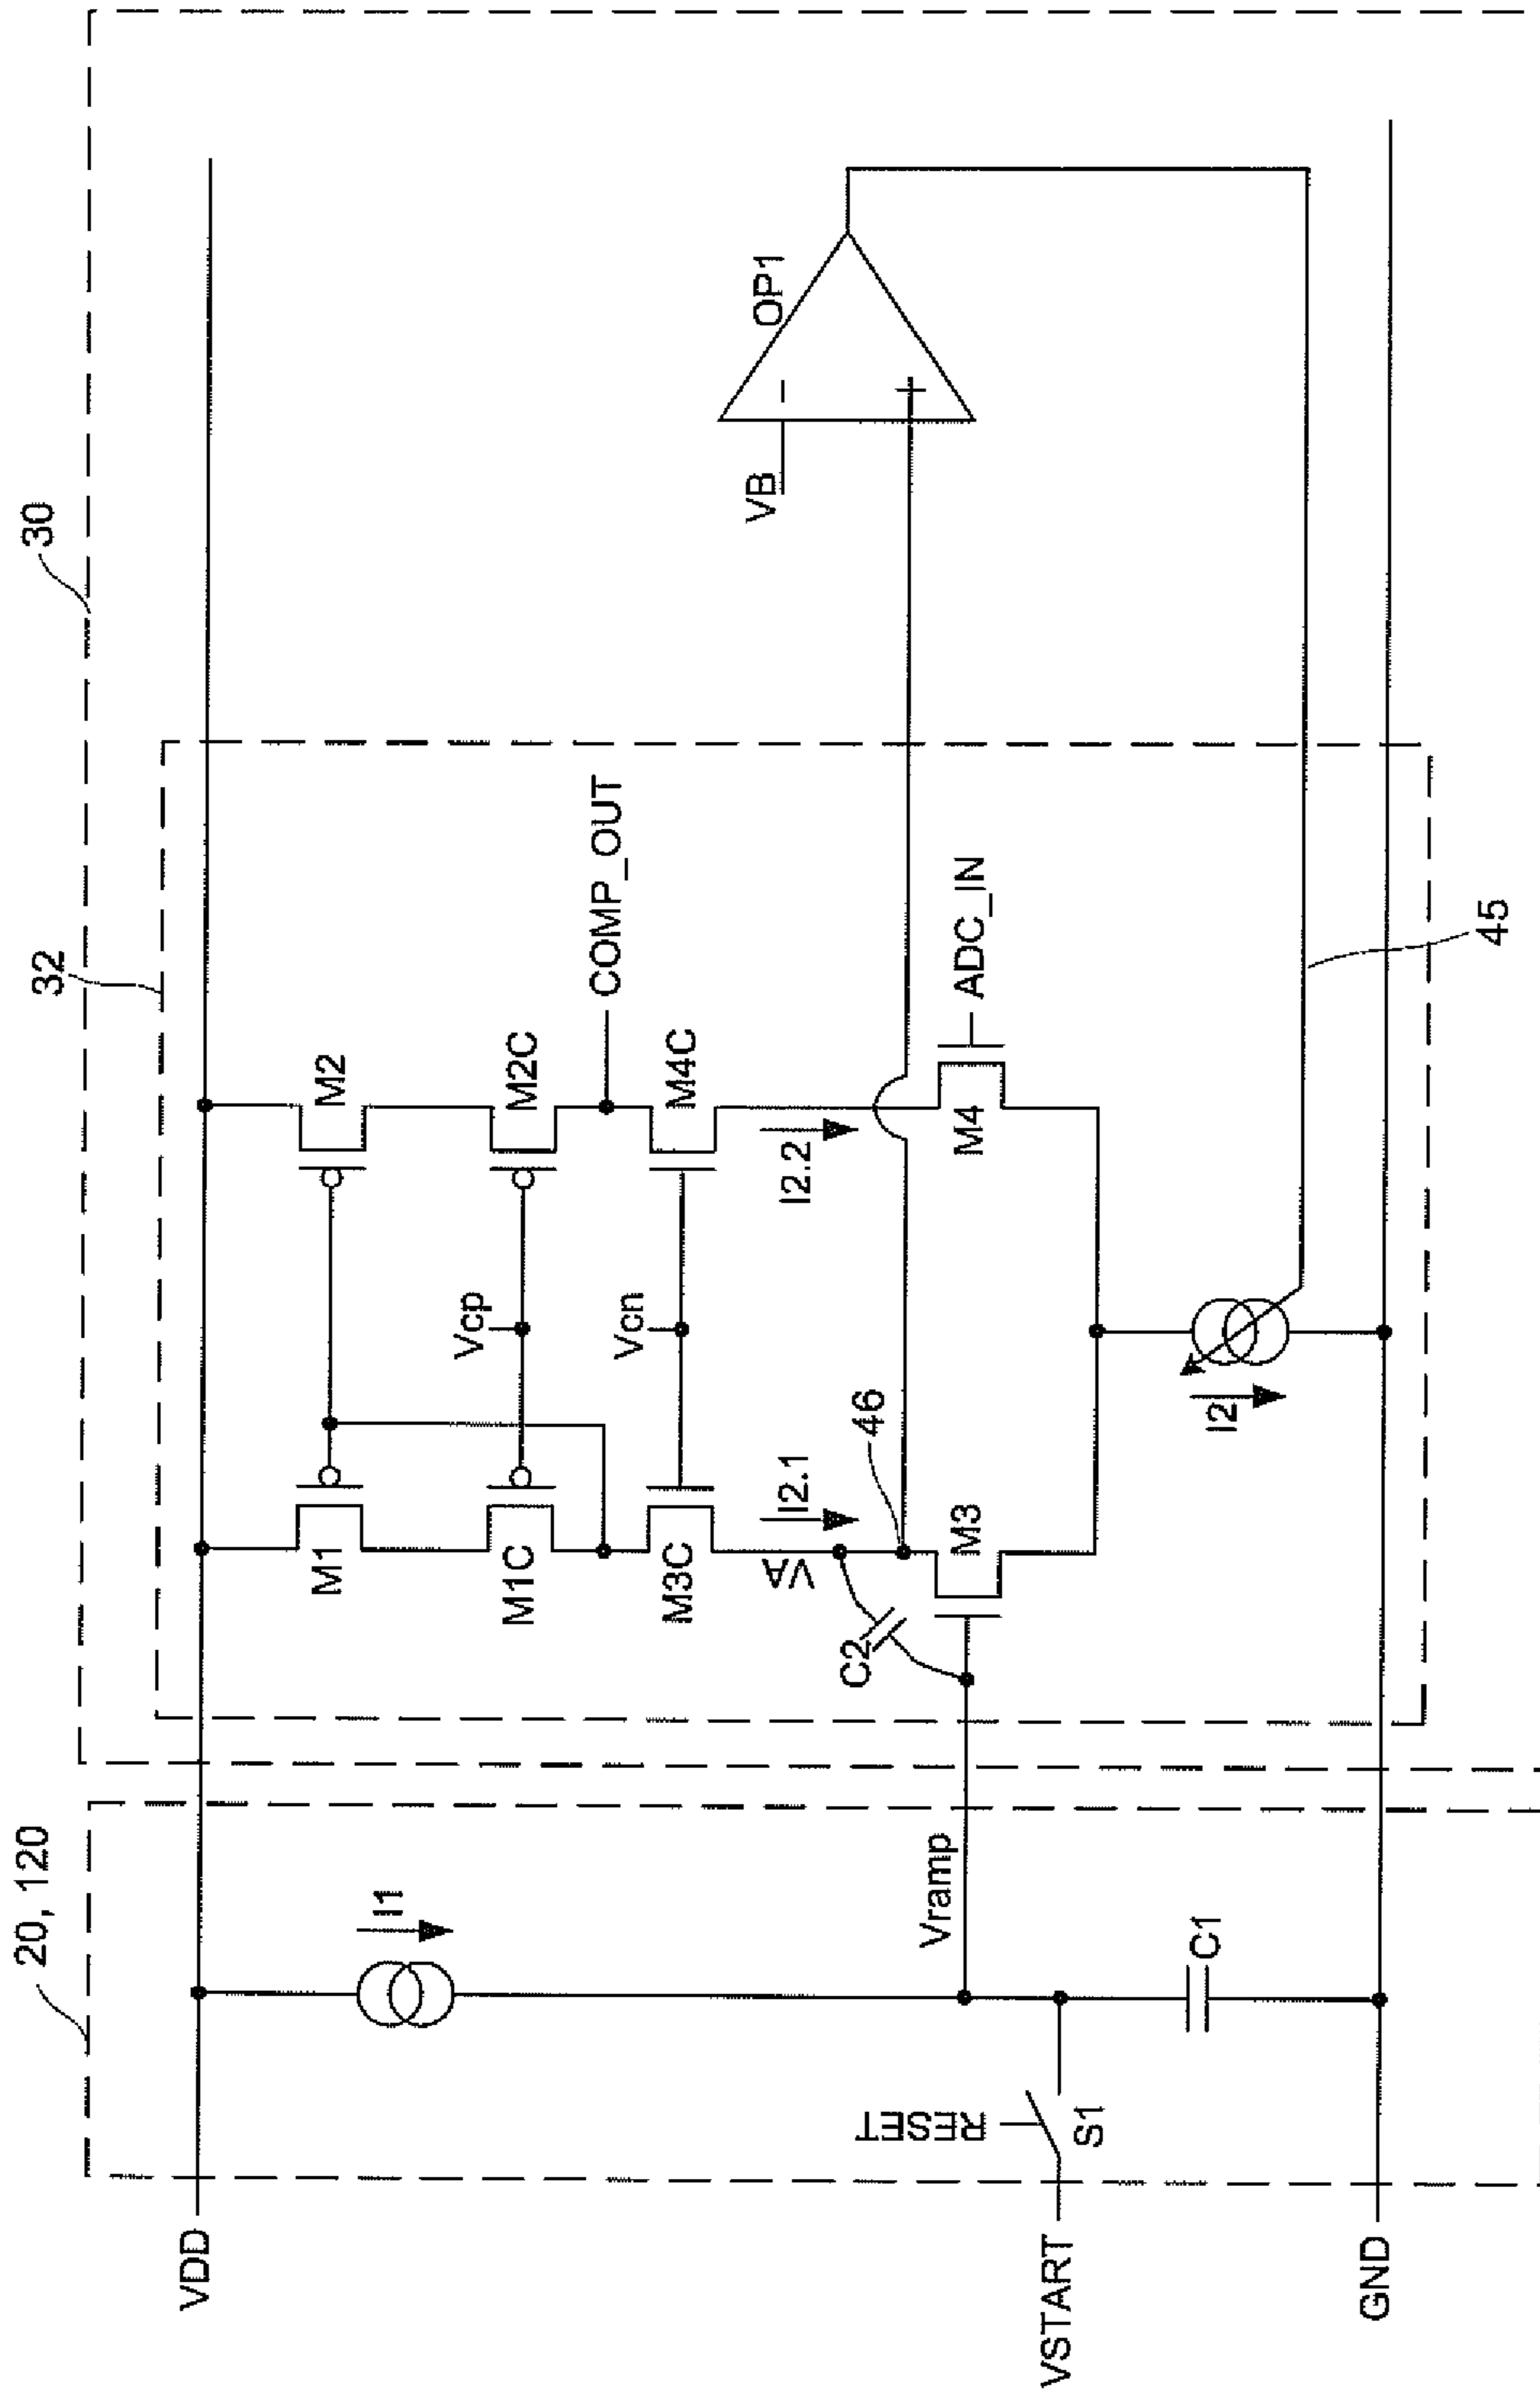 20, 120
30
32
VDD
I1
M1
M2
M1C
Vcp
M2C
COMP_OUT
M3C
Vcn
M4C
VA
I2.1
I2.2
46
C2
Vramp
M3
M4
ADC_IN
VB
OP1
-
+
RESET
S1
VSTART
C1
I2
45
GND